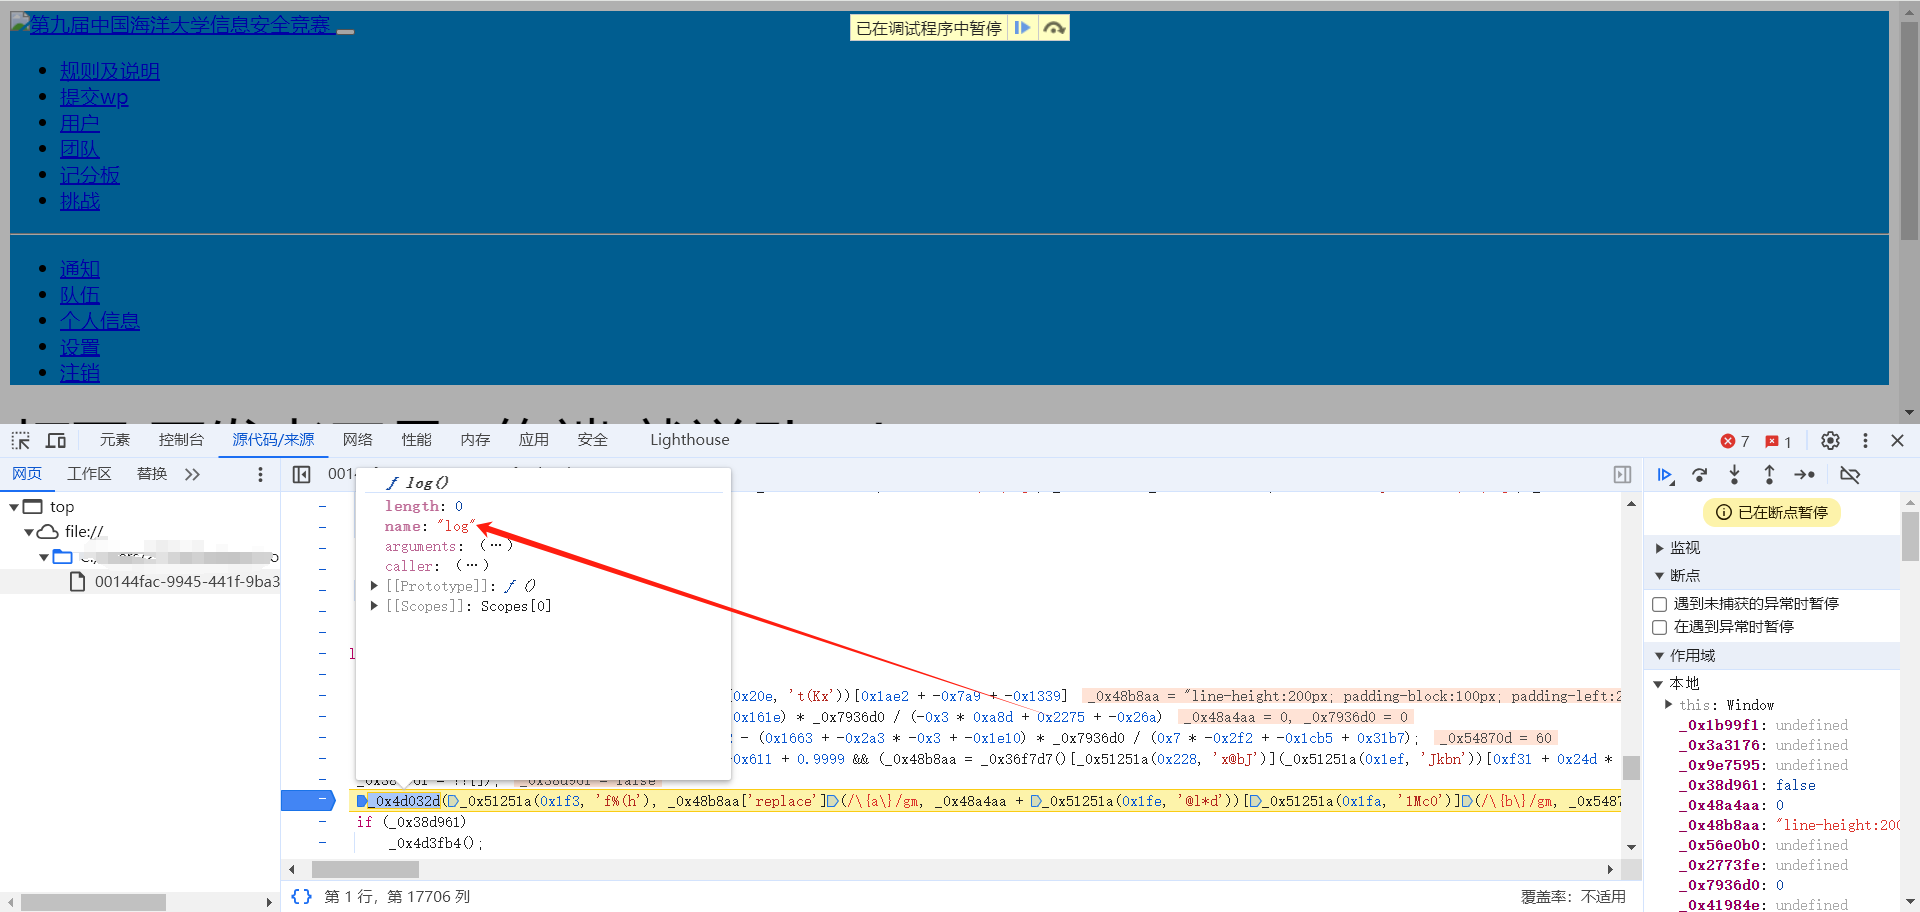 第九届中国海洋大学信息安全竞赛
已在调试程序中暂停
规则及说明
提交wp
用户
团队
记分板
挑战
通知
队伍
个人信息
设置
注销
元素 控制台 源代码/来源 网络 性能 内存 应用 安全 Lighthouse 7 1
网页 工作区 替换
top
file://
00144fac-9945-441f-9ba3
ƒ log()
length: 0
name: "log"
arguments: (…)
caller: (…)
[[Prototype]]: ƒ ()
[[Scopes]]: Scopes[0]
[0x20e, 't(Kx'))[0x1ae2 + -0x7a9 + -0x1339] _0x48b8aa = "line-height:200px; padding-block:100px; padding-left:2
0x161e) * _0x7936d0 / (-0x3 * 0xa8d + 0x2275 + -0x26a) _0x48a4aa = 0, _0x7936d0 = 0
- (0x1663 + -0x2a3 * -0x3 + -0x1e10) * _0x7936d0 / (0x7 * -0x2f2 + -0x1cb5 + 0x31b7); _0x54870d = 60
-0x611 + 0.9999 && (_0x48b8aa = _0x36f7d7()[_0x51251a(0x228, 'x@bJ')](_0x51251a(0x1ef, 'Jkbn'))[0xf31 + 0x24d *
_0x4d032d(_0x51251a(0x1f3, 'f%(h'), _0x48b8aa['replace'](/\{a\}/gm, _0x48a4aa + _0x51251a(0x1fe, '@l*d'))[_0x51251a(0x1fa, '1McO')](/\{b\}/gm, _0x5487
if (_0x38d961)
_0x4d3fb4();
{} 第 1 行，第 17706 列
覆盖率：不适用
已在断点暂停
监视
断点
遇到未捕获的异常时暂停
在遇到异常时暂停
作用域
本地
this: Window
_0x1b99f1: undefined
_0x3a3176: undefined
_0x9e7595: undefined
_0x38d961: false
_0x48a4aa: 0
_0x48b8aa: "line-height:200
_0x56e0b0: undefined
_0x2773fe: undefined
_0x7936d0: 0
_0x41984e: undefined